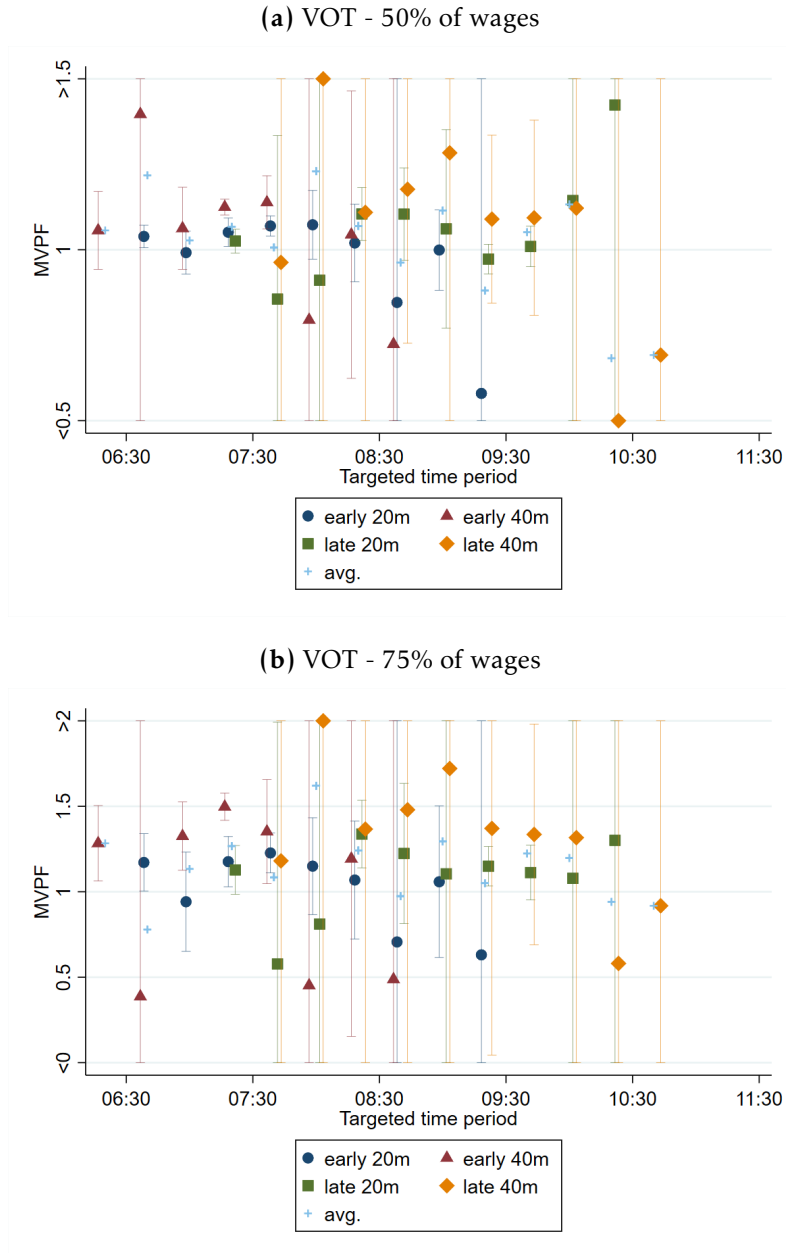 (a) VOT - 50% of wages
>1.5
1
<0.5
MVPF
06:30 07:30 08:30 09:30 10:30 11:30
Targeted time period
early 20m early 40m
late 20m late 40m
avg.
(b) VOT - 75% of wages
>2
1.5
1
0.5
<0
MVPF
06:30 07:30 08:30 09:30 10:30 11:30
Targeted time period
early 20m early 40m
late 20m late 40m
avg.